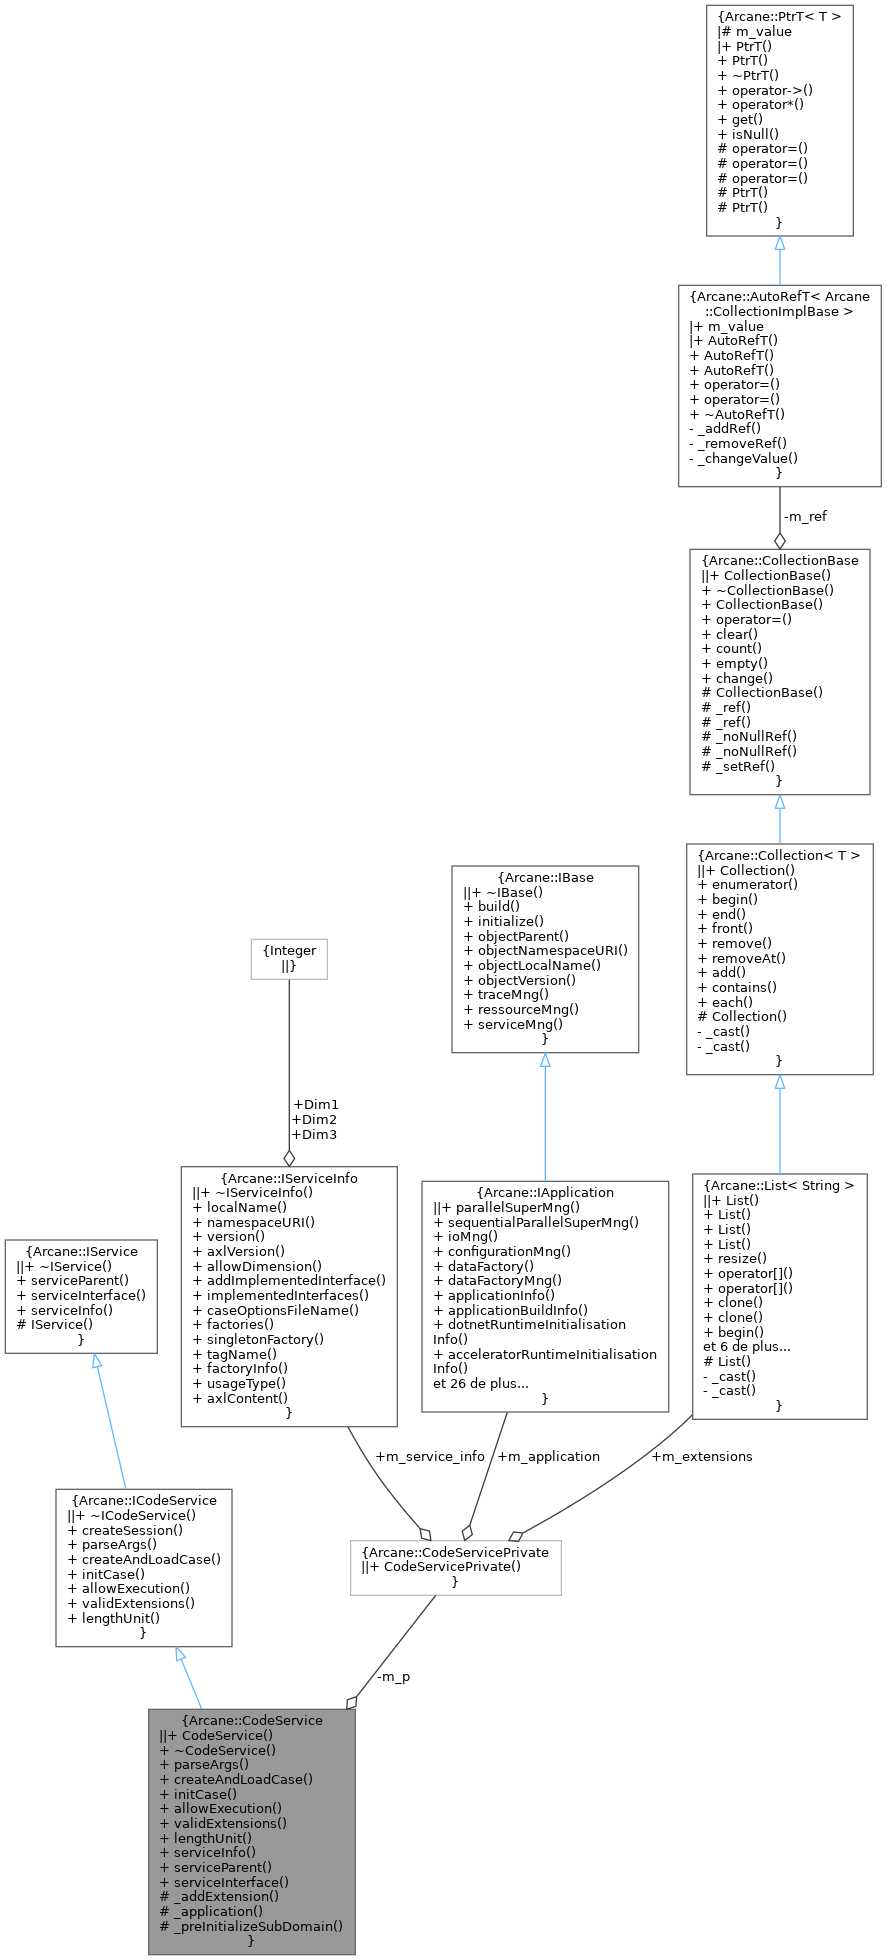 {Arcane::PtrT< T >
|# m_value
|+ PtrT()
+ PtrT()
+ ~PtrT()
+ operator->()
+ operator*()
+ get()
+ isNull()
# operator=()
# operator=()
# operator=()
# PtrT()
# PtrT()
}
{Arcane::AutoRefT< Arcane
::CollectionImplBase >
|+ m_value
|+ AutoRefT()
+ AutoRefT()
+ AutoRefT()
+ operator=()
+ operator=()
+ ~AutoRefT()
- _addRef()
- _removeRef()
- _changeValue()
}
-m_ref
{Arcane::CollectionBase
||+ CollectionBase()
+ ~CollectionBase()
+ CollectionBase()
+ operator=()
+ clear()
+ count()
+ empty()
+ change()
# CollectionBase()
# _ref()
# _ref()
# _noNullRef()
# _noNullRef()
# _setRef()
}
{Arcane::Collection< T >
||+ Collection()
+ enumerator()
+ begin()
+ end()
+ front()
+ remove()
+ removeAt()
+ add()
+ contains()
+ each()
# Collection()
- _cast()
- _cast()
}
{Arcane::IBase
||+ ~IBase()
+ build()
+ initialize()
+ objectParent()
+ objectNamespaceURI()
+ objectLocalName()
+ objectVersion()
+ traceMng()
+ ressourceMng()
+ serviceMng()
}
{Integer
||}
+Dim1
+Dim2
+Dim3
{Arcane::IServiceInfo
||+ ~IServiceInfo()
+ localName()
+ namespaceURI()
+ version()
+ axlVersion()
+ allowDimension()
+ addImplementedInterface()
+ implementedInterfaces()
+ caseOptionsFileName()
+ factories()
+ singletonFactory()
+ tagName()
+ factoryInfo()
+ usageType()
+ axlContent()
}
{Arcane::IApplication
||+ parallelSuperMng()
+ sequentialParallelSuperMng()
+ ioMng()
+ configurationMng()
+ dataFactory()
+ dataFactoryMng()
+ applicationInfo()
+ applicationBuildInfo()
+ dotnetRuntimeInitialisation
Info()
+ acceleratorRuntimeInitialisation
Info()
et 26 de plus...
}
{Arcane::List< String >
||+ List()
+ List()
+ List()
+ List()
+ resize()
+ operator[]()
+ operator[]()
+ clone()
+ clone()
+ begin()
et 6 de plus...
# List()
- _cast()
- _cast()
}
{Arcane::IService
||+ ~IService()
+ serviceParent()
+ serviceInterface()
+ serviceInfo()
# IService()
}
+m_service_info
+m_application
+m_extensions
{Arcane::ICodeService
||+ ~ICodeService()
+ createSession()
+ parseArgs()
+ createAndLoadCase()
+ initCase()
+ allowExecution()
+ validExtensions()
+ lengthUnit()
}
{Arcane::CodeServicePrivate
||+ CodeServicePrivate()
}
-m_p
{Arcane::CodeService
||+ CodeService()
+ ~CodeService()
+ parseArgs()
+ createAndLoadCase()
+ initCase()
+ allowExecution()
+ validExtensions()
+ lengthUnit()
+ serviceInfo()
+ serviceParent()
+ serviceInterface()
# _addExtension()
# _application()
# _preInitializeSubDomain()
}